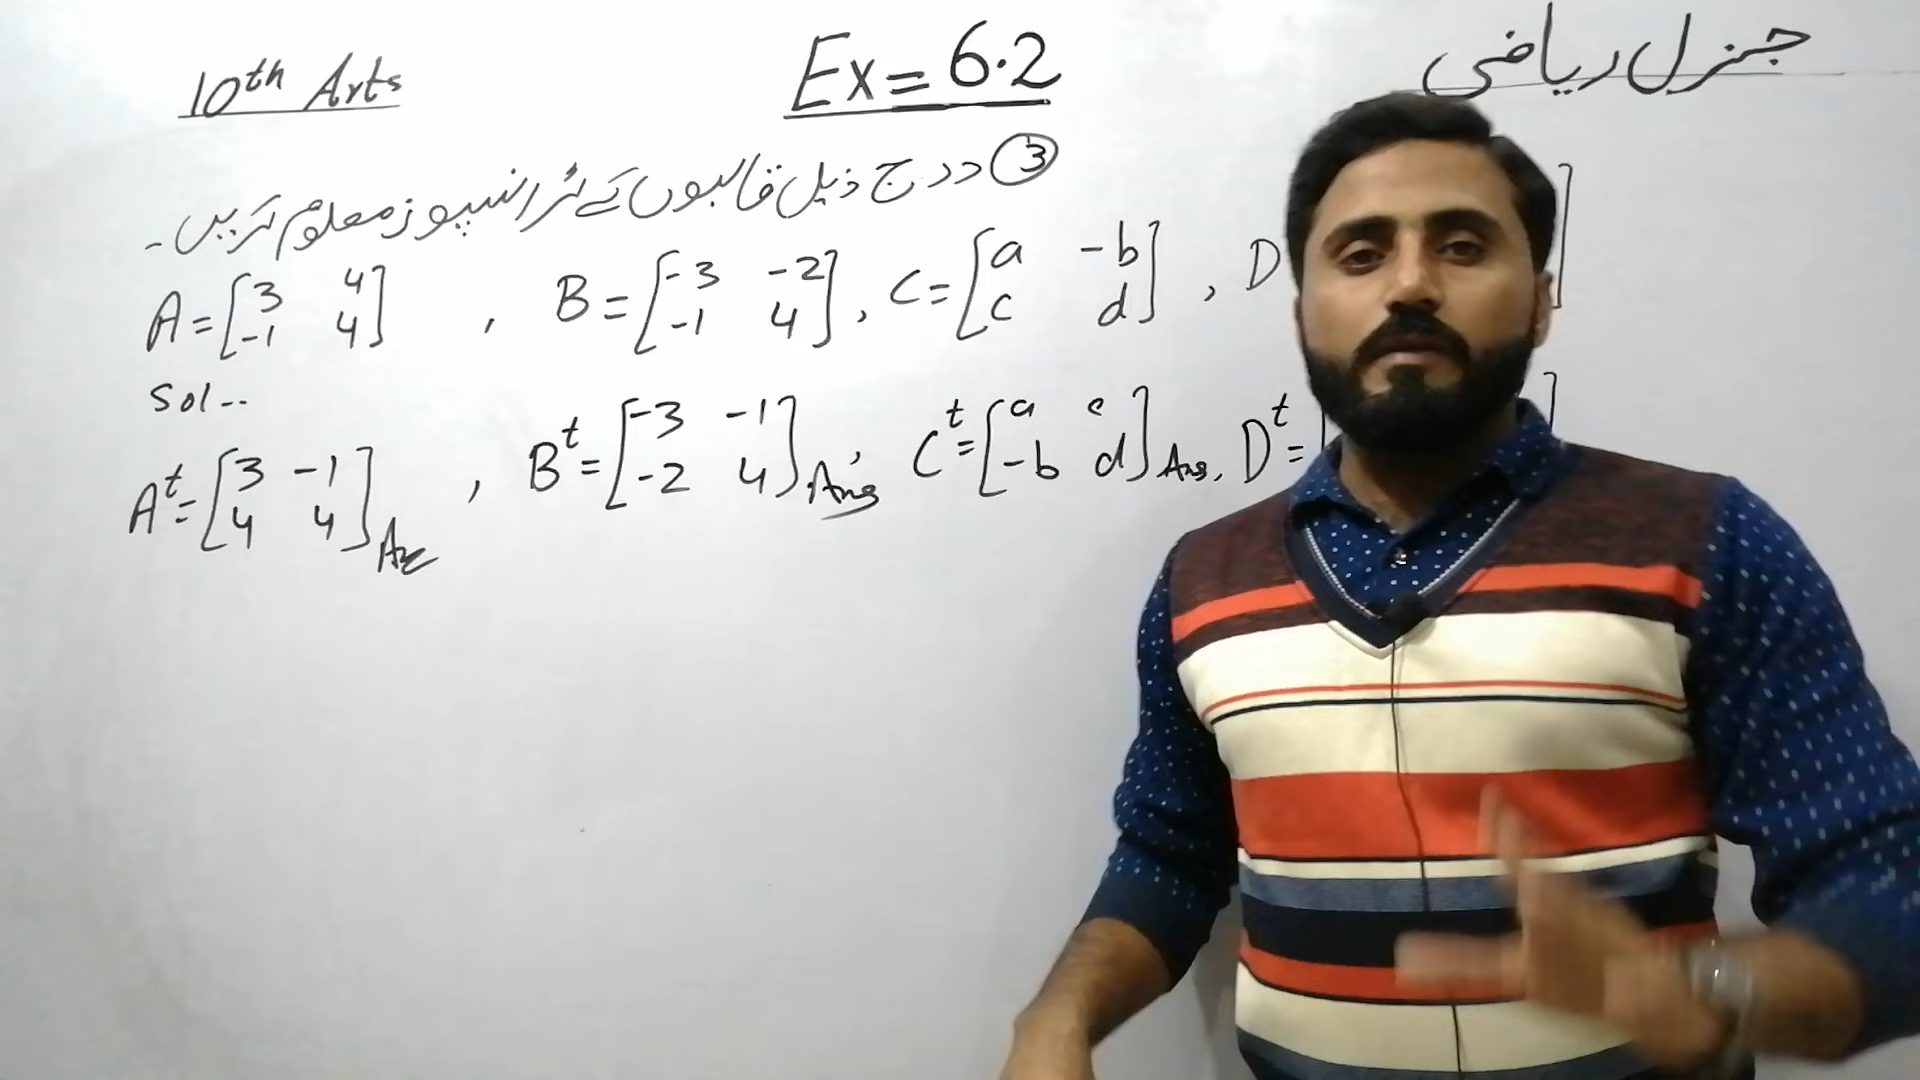 10th Arts Ex = 6.2 جنرل ریاضی
③ درج ذیل قالبوں کے ٹرانسپوز معلوم کریں۔
A = [3 4 -1 4] , B = [-3 -2 -1 4] , C = [a -b c d] , D
Sol--
A^t = [3 -1 4 4] Ans , B^t = [-3 -1 -2 4] Ans , C^t = [a c -b d] Ans , D^t =